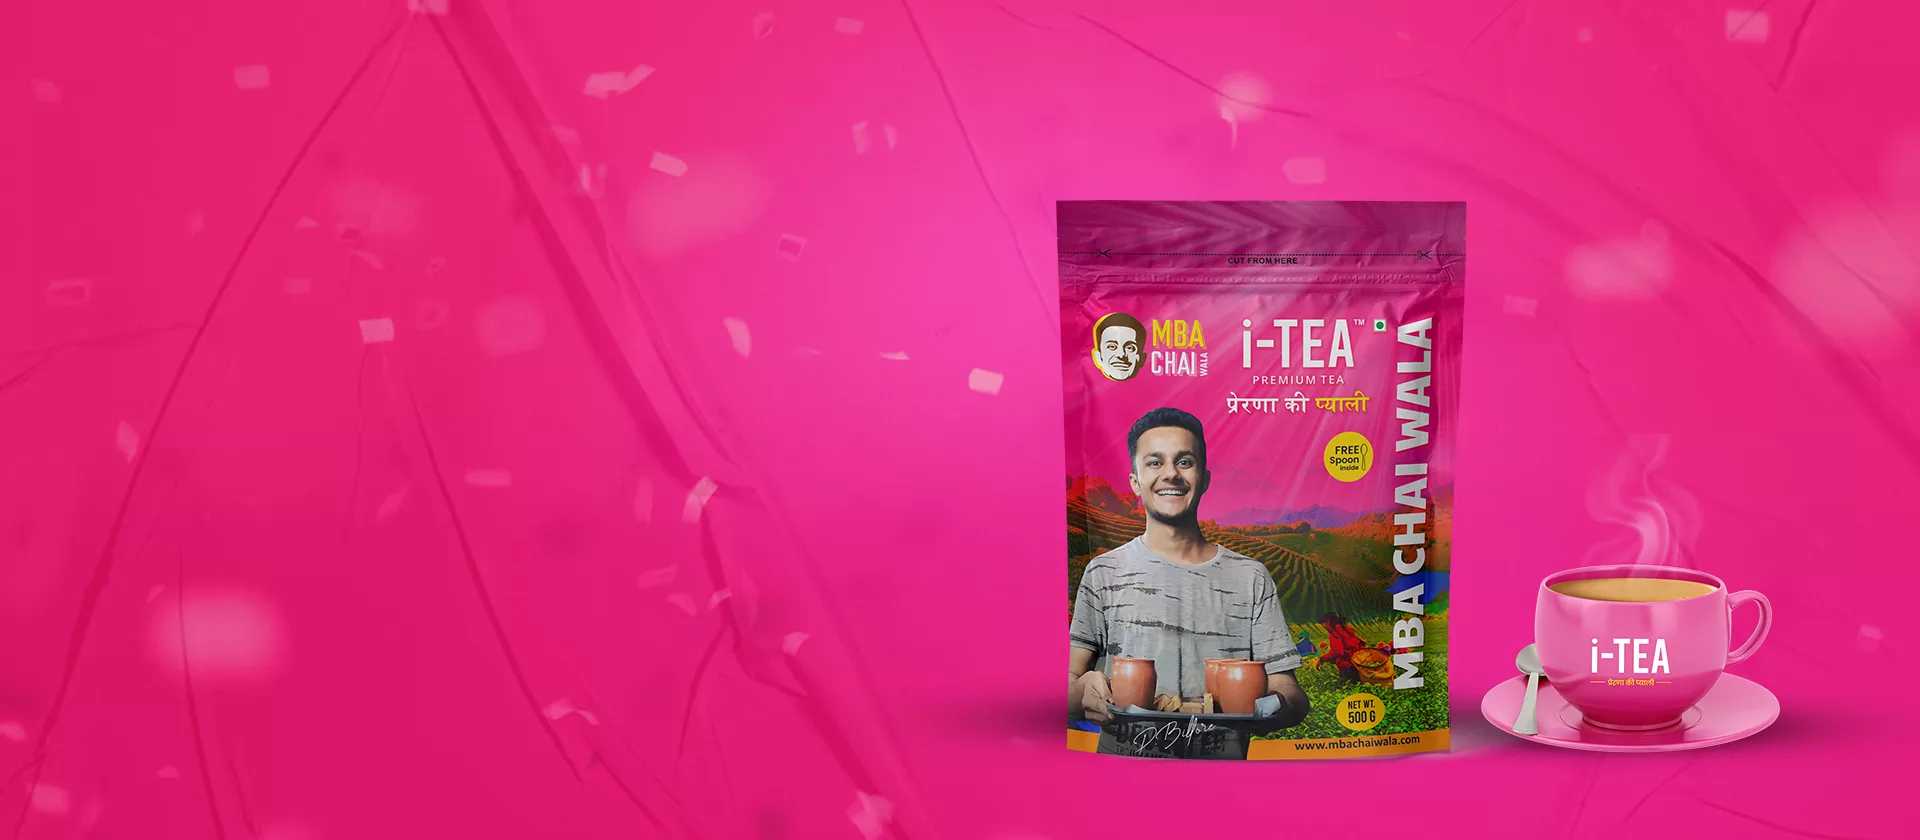 CUT FROM HERE
MBA
CHAI
WALA
i-TEA™
PREMIUM TEA
प्रेरणा की प्याली
FREE
Spoon
inside
MBA CHAI WALA
NET WT.
500 G
P Billore
www.mbachaiwala.com
i-TEA
प्रेरणा की प्याली